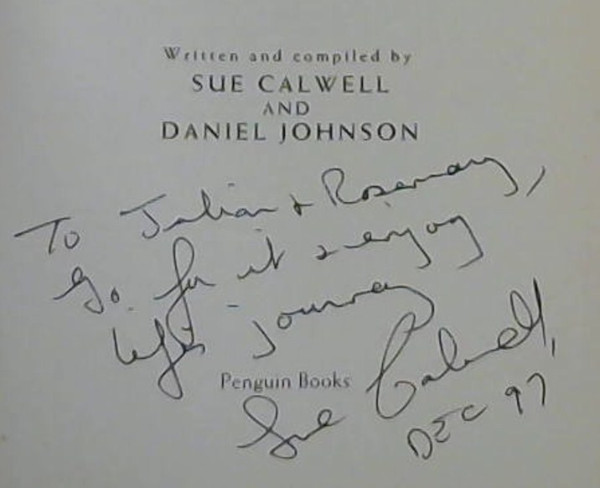 Written and compiled by
SUE CALWELL
AND
DANIEL JOHNSON
To Julian & Rosemary,
Go for it & enjoy
life's journey
Penguin Books
Sue Calwell,
DEC 97